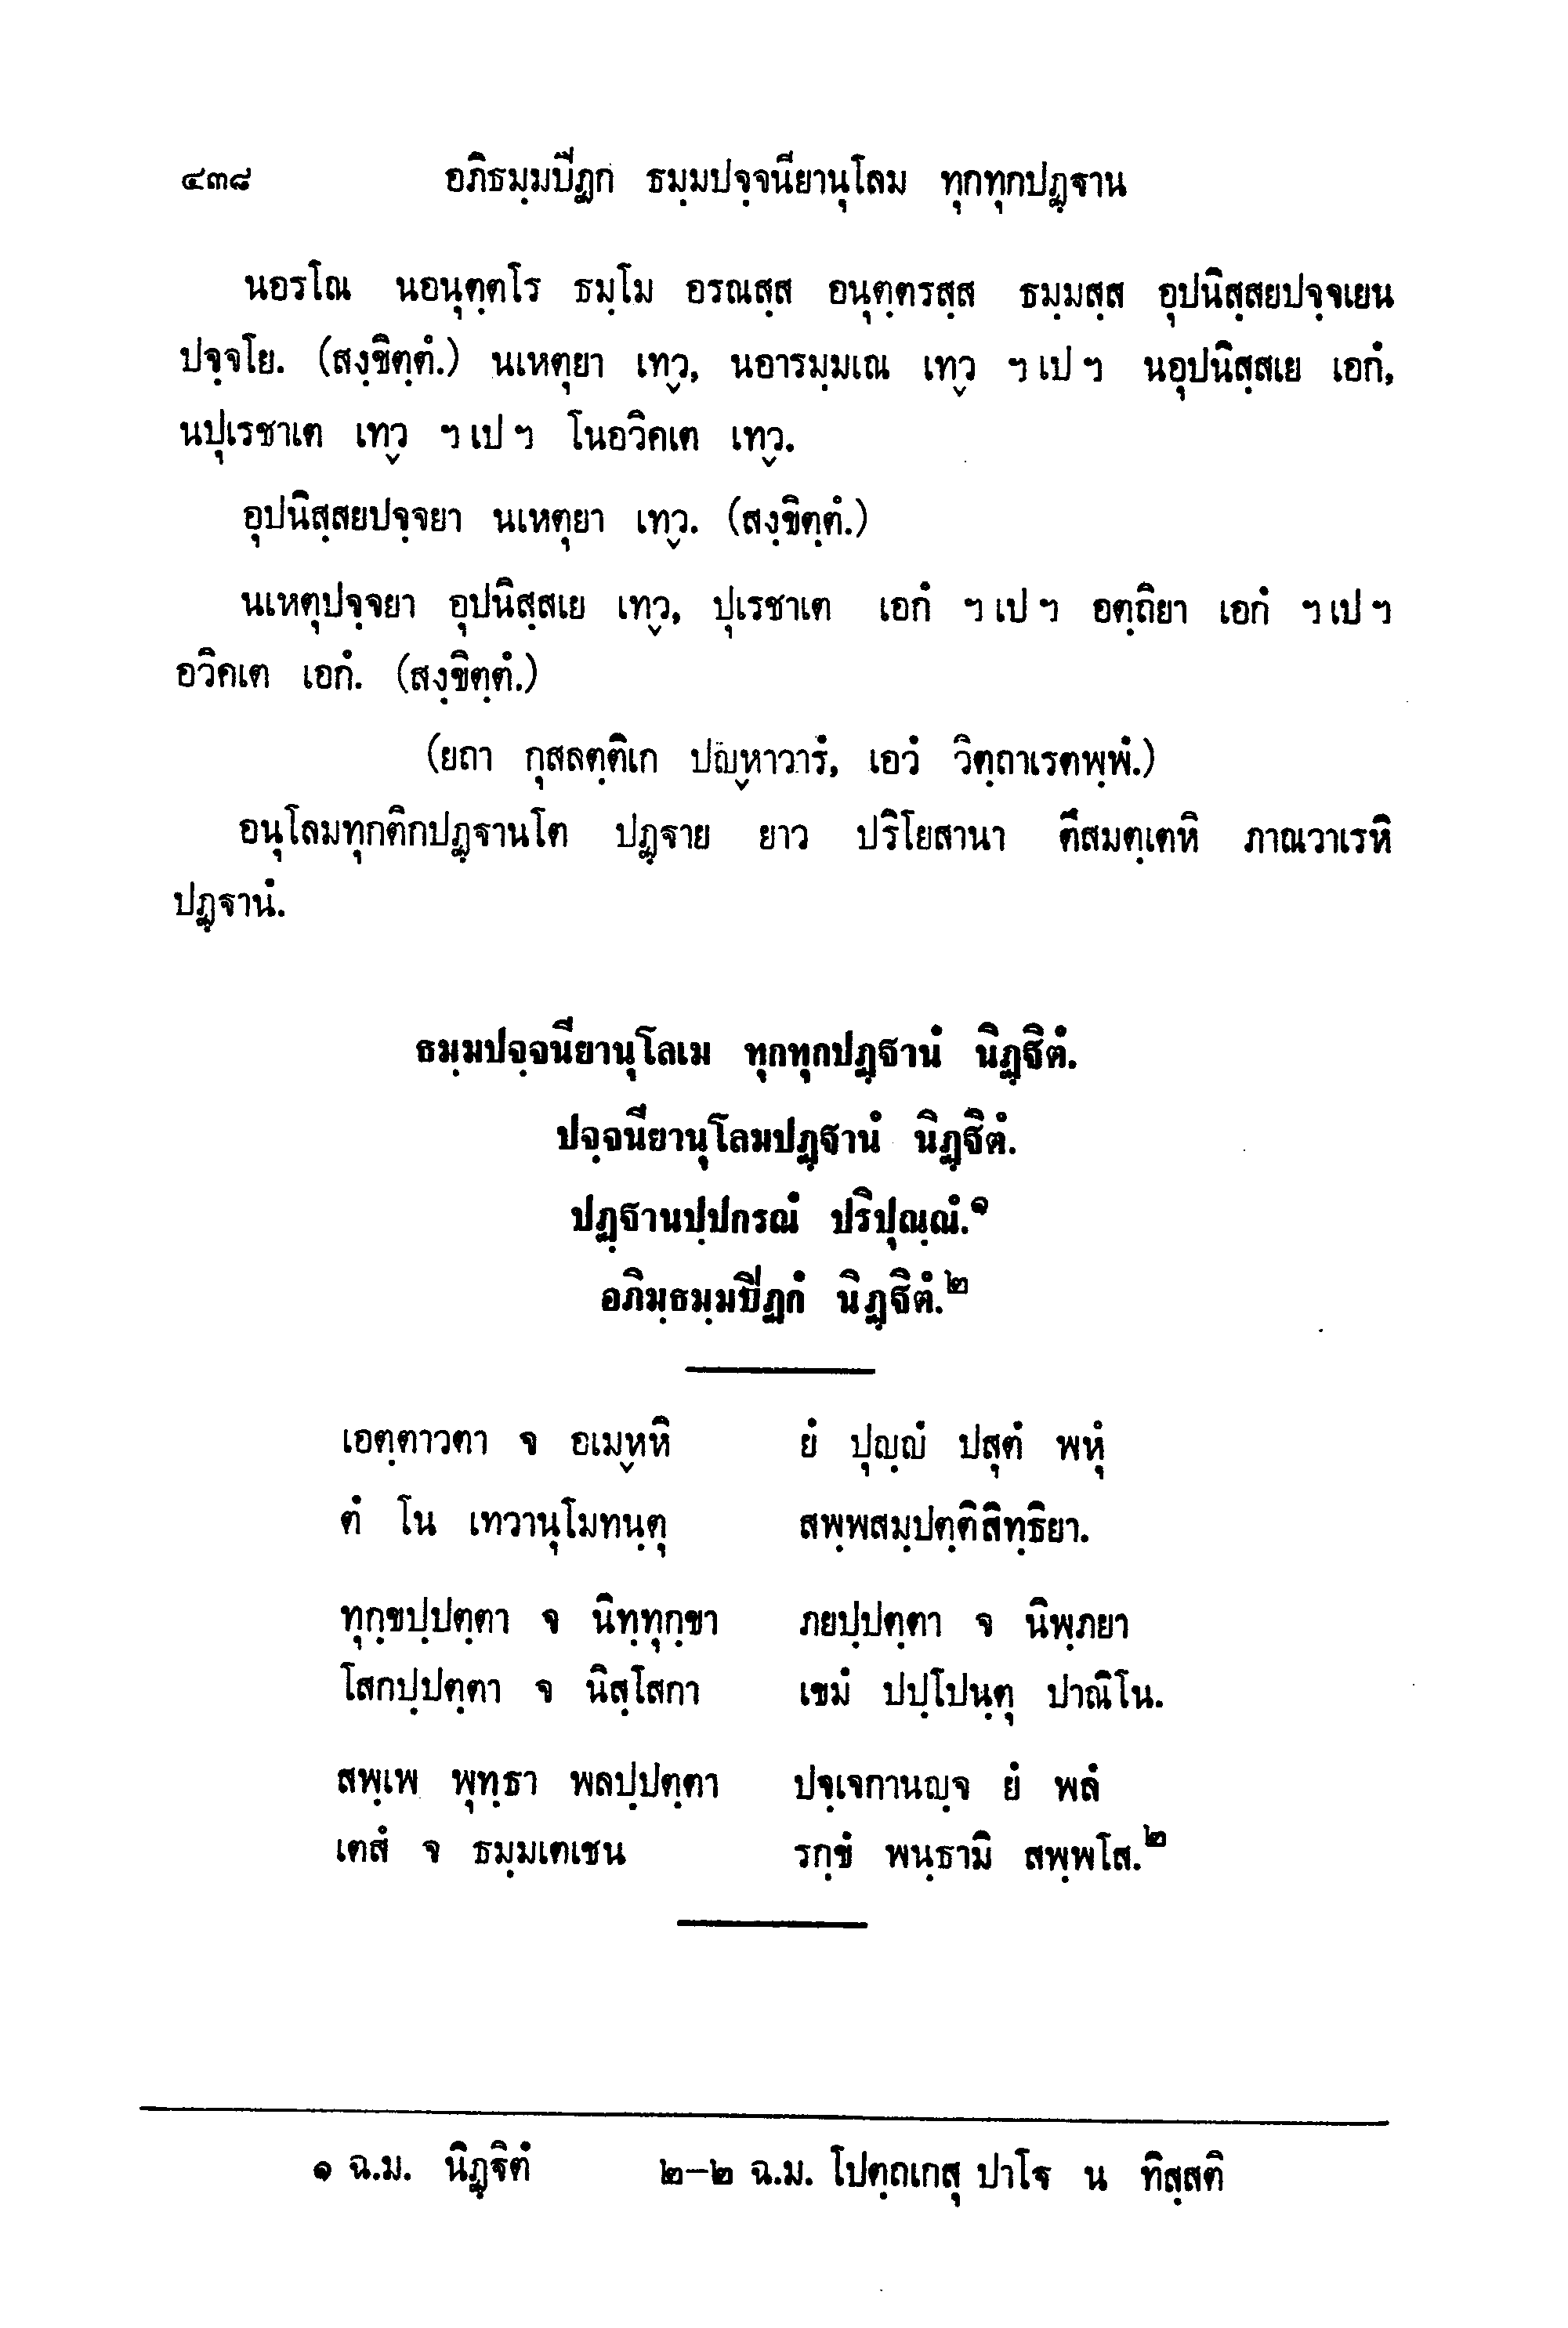 ๔๓๘ อภิธมฺมปีฏก ธมฺมปจฺจนียานุโลม ทุกทุกปฏฺฐาน
นอรโณ นอนุตฺตโร ธมฺโม อรณสฺส อนุตฺตรสฺส ธมฺมสฺส อุปนิสฺสยปจฺจเยน
ปจฺจโย. (สงฺขิตฺตํ.) นเหตุยา เทฺว, นอารมฺมเณ เทฺว ฯ เป ฯ นอุปนิสฺสเย เอกํ,
นปุเรชาเต เทฺว ฯ เป ฯ โนอวิคเต เทฺว.
อุปนิสฺสยปจฺจยา นเหตุยา เทฺว. (สงฺขิตฺตํ.)
นเหตุปจฺจยา อุปนิสฺสเย เทฺว, ปุเรชาเต เอกํ ฯ เป ฯ อตฺถิยา เอกํ ฯ เป ฯ
อวิคเต เอกํ. (สงฺขิตฺตํ.)
(ยถา กุสลตฺติเก ปญฺหาวารํ, เอวํ วิตฺถาเรตพฺพํ.)
อนุโลมทุกติกปฏฺฐานโต ปฏฺฐาย ยาว ปริโยสานา ตึสมตฺเตหิ ภาณวาเรหิ
ปฏฺฐานํ.
ธมฺมปจฺจนียานุโลเม ทุกทุกปฏฺฐานํ นิฏฺฐิตํ.
ปจฺจนียานุโลมปฏฺฐานํ นิฏฺฐิตํ.
ปฏฺฐานปฺปกรณํ ปริปุณฺณํ.๑
อภิมฺธมฺมปีฏกํ นิฏฺฐิตํ.๒
เอตฺตาวตา จ อเมฺหหิ ยํ ปุญฺญํ ปสุตํ พหุํ
ตํ โน เทวานุโมทนฺตุ สพฺพสมฺปตฺติสิทฺธิยา.
ทุกฺขปฺปตฺตา จ นิทฺทุกฺขา ภยปฺปตฺตา จ นิพฺภยา
โสกปฺปตฺตา จ นิสฺโสกา เขมํ ปปฺโปนฺตุ ปาณิโน.
สพฺเพ พุทฺธา พลปฺปตฺตา ปจฺเจกานญฺจ ยํ พลํ
เตสํ จ ธมฺมเตเชน รกฺขํ พนฺธามิ สพฺพโส.๒
๑ ฉ.ม. นิฏฺฐิตํ ๒-๒ ฉ.ม. โปตฺถเกสุ ปาโฐ น ทิสฺสติ